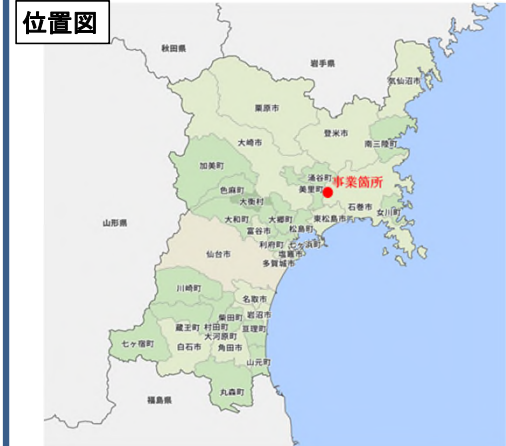 位置図
秋田県
岩手県
気仙沼市
栗原市
登米市
南三陸町
大崎市
加美町
涌谷町
事業箇所
色麻町
美里町
大衡村
石巻市
女川町
大和町
大郷町
松島町
東松島市
富谷市
山形県
利府町
七ヶ浜町
仙台市
塩竈市
多賀城市
川崎町
名取市
柴田町
岩沼市
蔵王町
村田町
亘理町
大河原町
七ヶ宿町
白石市
角田市
山元町
丸森町
福島県